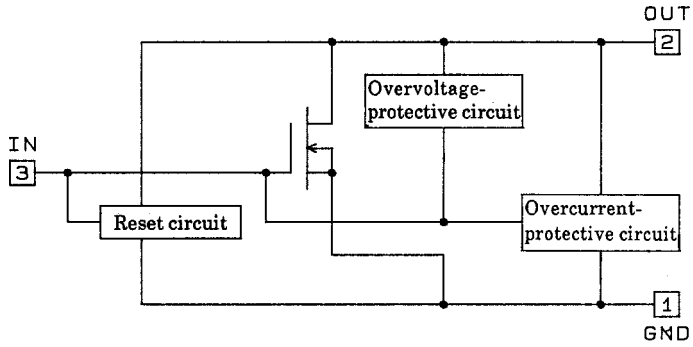 OUT
2
Overvoltage-
protective circuit
IN
3
Reset circuit
Overcurrent-
protective circuit
1
GND